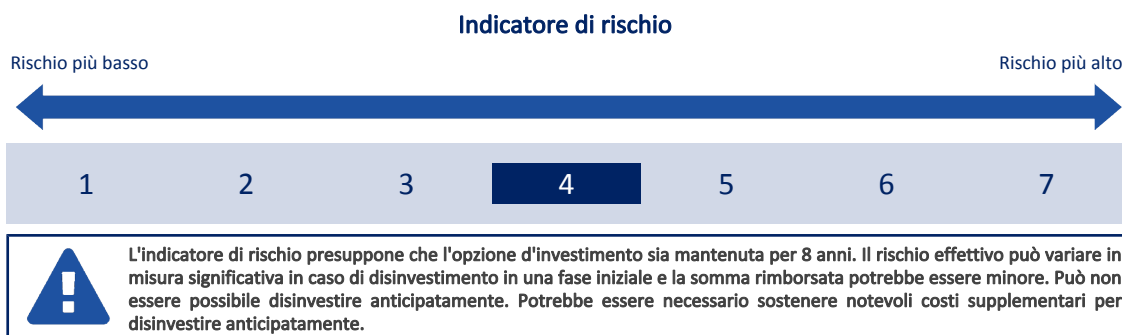 Indicatore di rischio
Rischio più basso
Rischio più alto
1 2 3 4 5 6 7
L'indicatore di rischio presuppone che l'opzione d'investimento sia mantenuta per 8 anni. Il rischio effettivo può variare in
misura significativa in caso di disinvestimento in una fase iniziale e la somma rimborsata potrebbe essere minore. Può non
essere possibile disinvestire anticipatamente. Potrebbe essere necessario sostenere notevoli costi supplementari per
disinvestire anticipatamente.